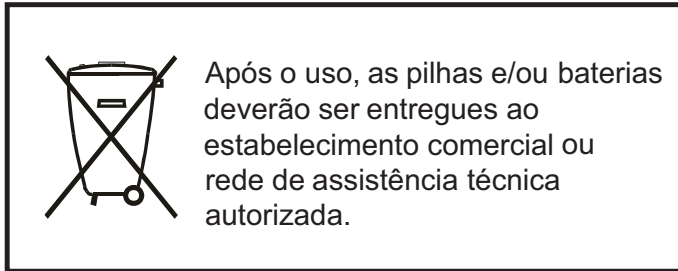 Após o uso, as pilhas e/ou baterias
deverão ser entregues ao
estabelecimento comercial ou
rede de assistência técnica
autorizada.